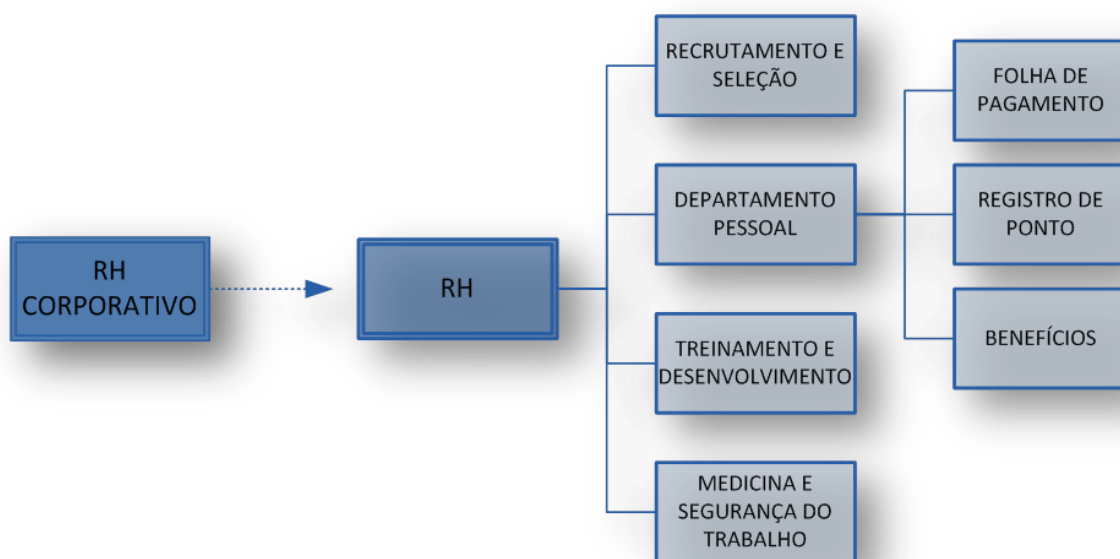 RH
CORPORATIVO
RH
RECRUTAMENTO E
SELEÇÃO
DEPARTAMENTO
PESSOAL
TREINAMENTO E
DESENVOLVIMENTO
MEDICINA E
SEGURANÇA DO
TRABALHO
FOLHA DE
PAGAMENTO
REGISTRO DE
PONTO
BENEFÍCIOS